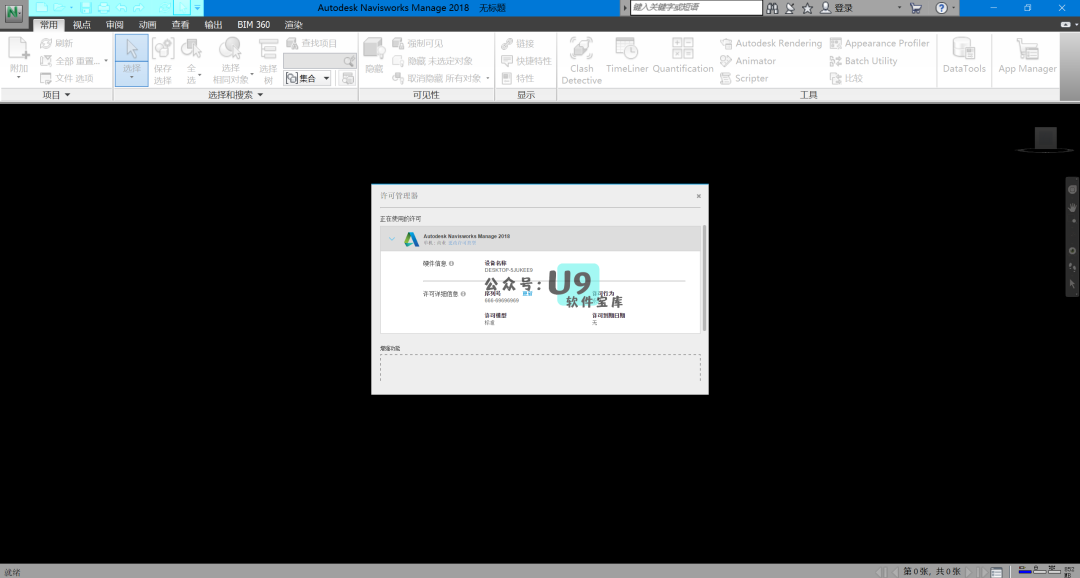 Autodesk Navisworks Manage 2018 无标题
键入关键字或短语
登录
常用 视点 审阅 动画 查看 输出 BIM 360 渲染
附加
刷新
全部 重置...
文件 选项
项目
选择
保存
选择
全
选
选择
相同对象
选择
树
查找项目
集合
选择和搜索
隐藏
强制可见
隐藏 未选定对象
取消隐藏 所有对象
可见性
链接
快捷特性
特性
显示
Clash
Detective
TimeLiner
Quantification
Autodesk Rendering
Animator
Scripter
Appearance Profiler
Batch Utility
比较
DataTools
App Manager
工具
许可管理器
正在使用的许可
Autodesk Navisworks Manage 2018
硬件信息
设备名称
DESKTOP-5JUKEE0
许可详细信息
序列号
更新
666-69696969
许可行为
许可类型
标准
许可到期日期
无
增强功能
公众号:U9
软件宝库
就绪
第 0 张, 共 0 张